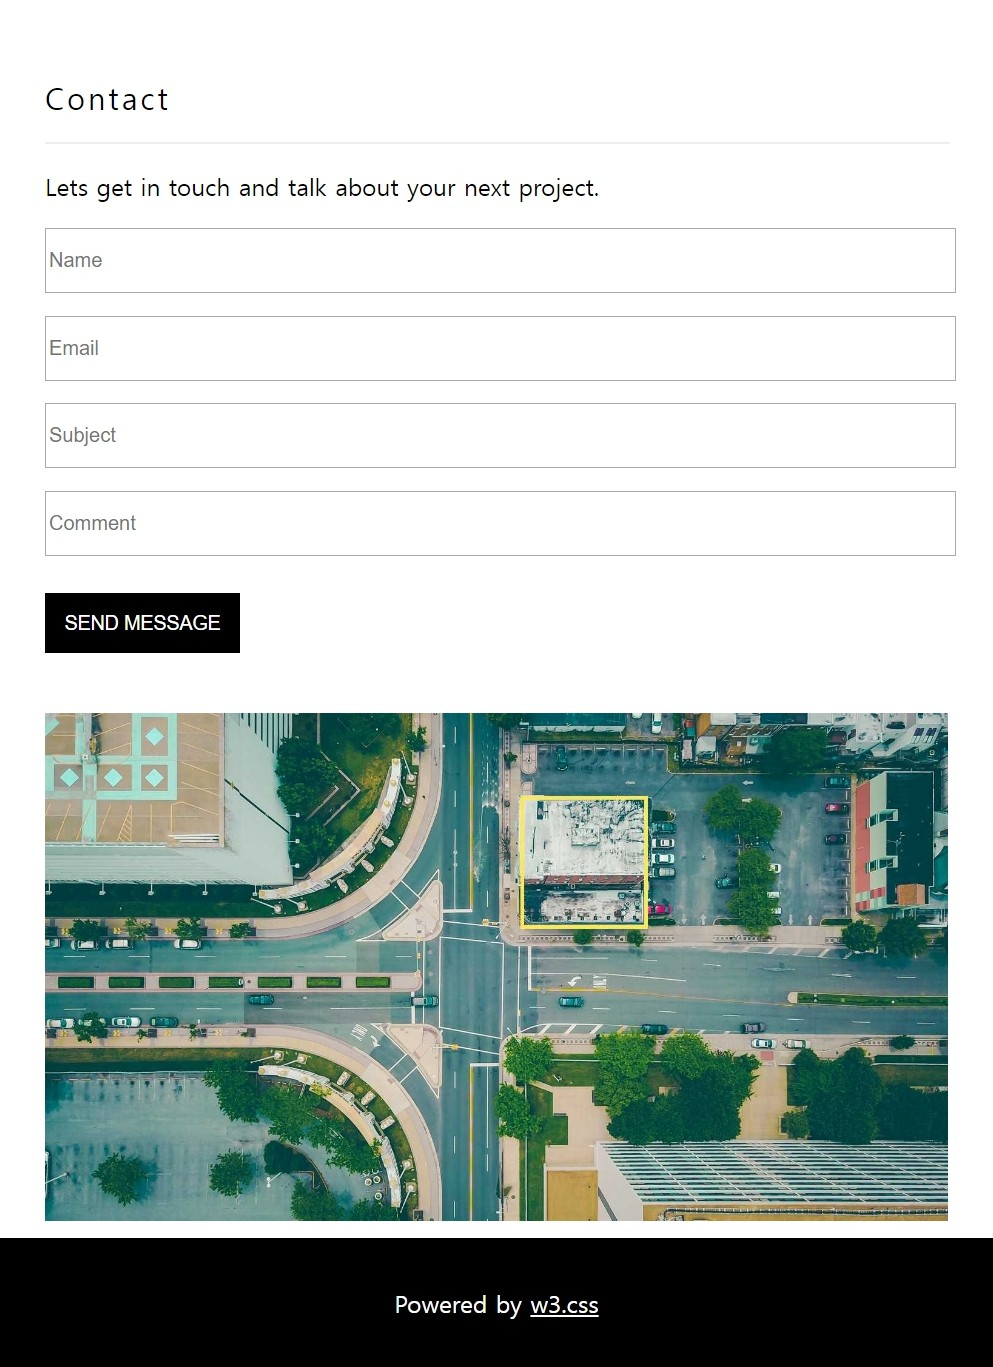 Contact
Lets get in touch and talk about your next project.
Name
Email
Subject
Comment
SEND MESSAGE
Powered by w3.css